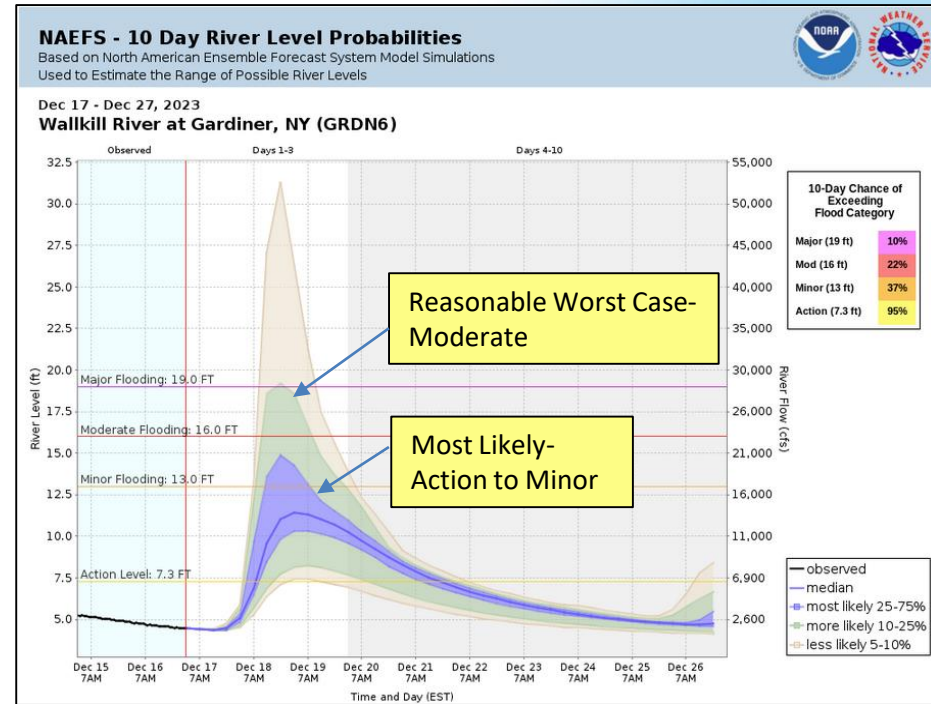 NAEFS - 10 Day River Level Probabilities
Based on North American Ensemble Forecast System Model Simulations
Used to Estimate the Range of Possible River Levels
NOAA
NATIONAL WEATHER SERVICE
Dec 17 - Dec 27, 2023
Wallkill River at Gardiner, NY (GRDN6)
Observed
Days 1-3
Days 4-10
River Level (ft)
32.5
30.0
27.5
25.0
22.5
20.0
17.5
15.0
12.5
10.0
7.5
5.0
Major Flooding: 19.0 FT
Moderate Flooding: 16.0 FT
Minor Flooding: 13.0 FT
Action Level: 7.3 FT
Reasonable Worst Case-
Moderate
Most Likely-
Action to Minor
55,000
50,000
45,000
40,000
35,000
30,000
26,000
21,000
16,000
11,000
6,900
2,600
River Flow (cfs)
10-Day Chance of
Exceeding
Flood Category
Major (19 ft) 10%
Mod (16 ft) 22%
Minor (13 ft) 37%
Action (7.3 ft) 95%
observed
median
most likely 25-75%
more likely 10-25%
less likely 5-10%
Dec 15 Dec 16 Dec 17 Dec 18 Dec 19 Dec 20 Dec 21 Dec 22 Dec 23 Dec 24 Dec 25 Dec 26
7AM 7AM 7AM 7AM 7AM 7AM 7AM 7AM 7AM 7AM 7AM 7AM
Time and Day (EST)